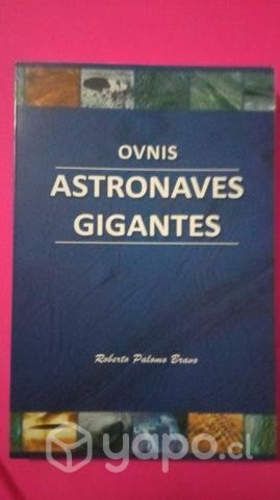 OVNIS
ASTRONAVES
GIGANTES
Roberto Palomo Bravo
yapo.cl